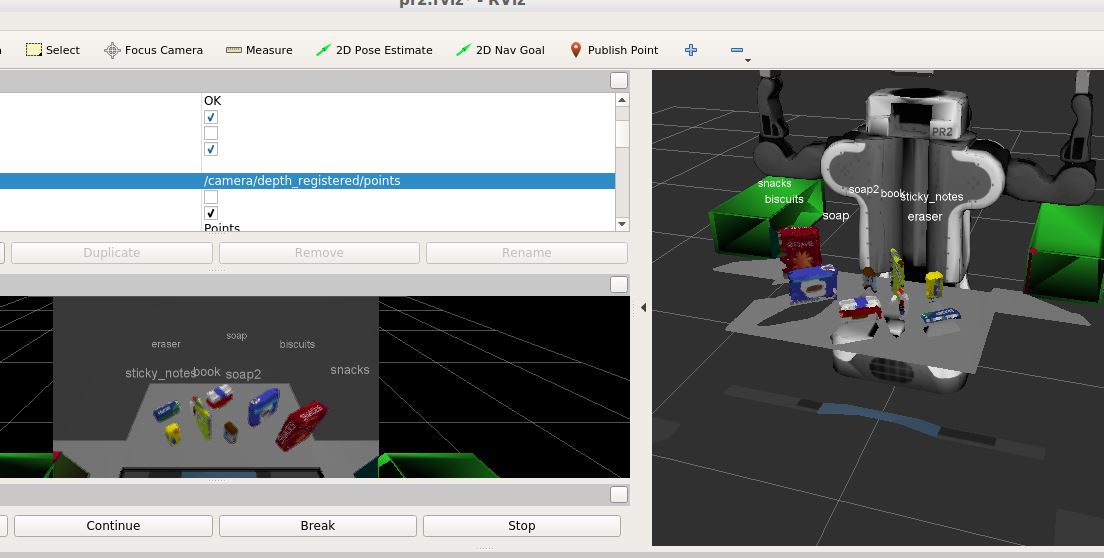 pr2.rviz* - RViz
Select Focus Camera Measure 2D Pose Estimate 2D Nav Goal Publish Point
OK
/camera/depth_registered/points
Points
Duplicate Remove Rename
soap
eraser biscuits
sticky_notes book soap2 snacks
SNACKS
Continue Break Stop
PR2
snacks
biscuits
soap2 book sticky_notes
soap
eraser